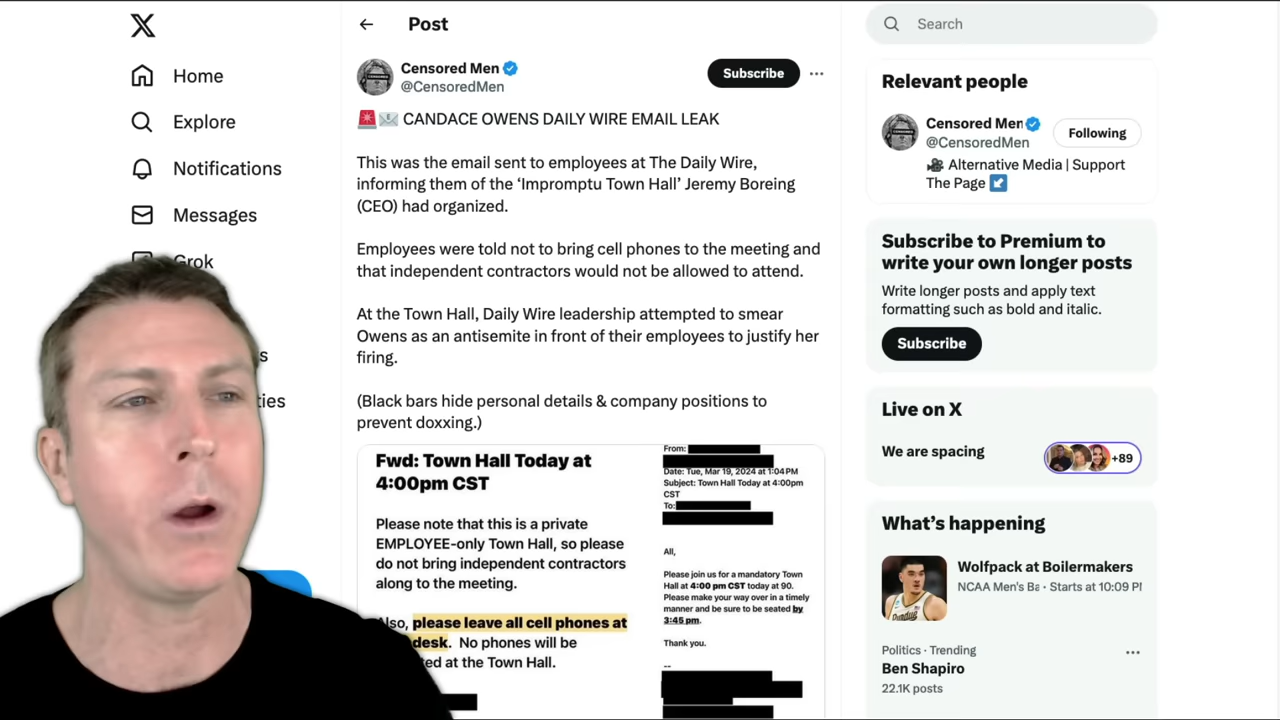 Post
Search
Home
Explore
Notifications
Messages
Grok
s
ties
Censored Men
@CensoredMen
Subscribe
🚨📧 CANDACE OWENS DAILY WIRE EMAIL LEAK
This was the email sent to employees at The Daily Wire,
informing them of the ‘Impromptu Town Hall’ Jeremy Boreing
(CEO) had organized.
Employees were told not to bring cell phones to the meeting and
that independent contractors would not be allowed to attend.
At the Town Hall, Daily Wire leadership attempted to smear
Owens as an antisemite in front of their employees to justify her
firing.
(Black bars hide personal details & company positions to
prevent doxxing.)
Fwd: Town Hall Today at
4:00pm CST
Please note that this is a private
EMPLOYEE-only Town Hall, so please
do not bring independent contractors
along to the meeting.
Also, please leave all cell phones at
desk. No phones will be
ed at the Town Hall.
From:
Date: Tue, Mar 19, 2024 at 1:04 PM
Subject: Town Hall Today at 4:00pm
CST
To:
All,
Please join us for a mandatory Town
Hall at 4:00 pm CST today at 90.
Please make your way over in a timely
manner and be sure to be seated by
3:45 pm.
Thank you.
--
Relevant people
Censored Men
@CensoredMen
Following
🎥 Alternative Media | Support
The Page ↙️
Subscribe to Premium to
write your own longer posts
Write longer posts and apply text
formatting such as bold and italic.
Subscribe
Live on X
We are spacing
+89
What’s happening
Wolfpack at Boilermakers
NCAA Men's Ba · Starts at 10:09 PM
Politics · Trending
Ben Shapiro
22.1K posts